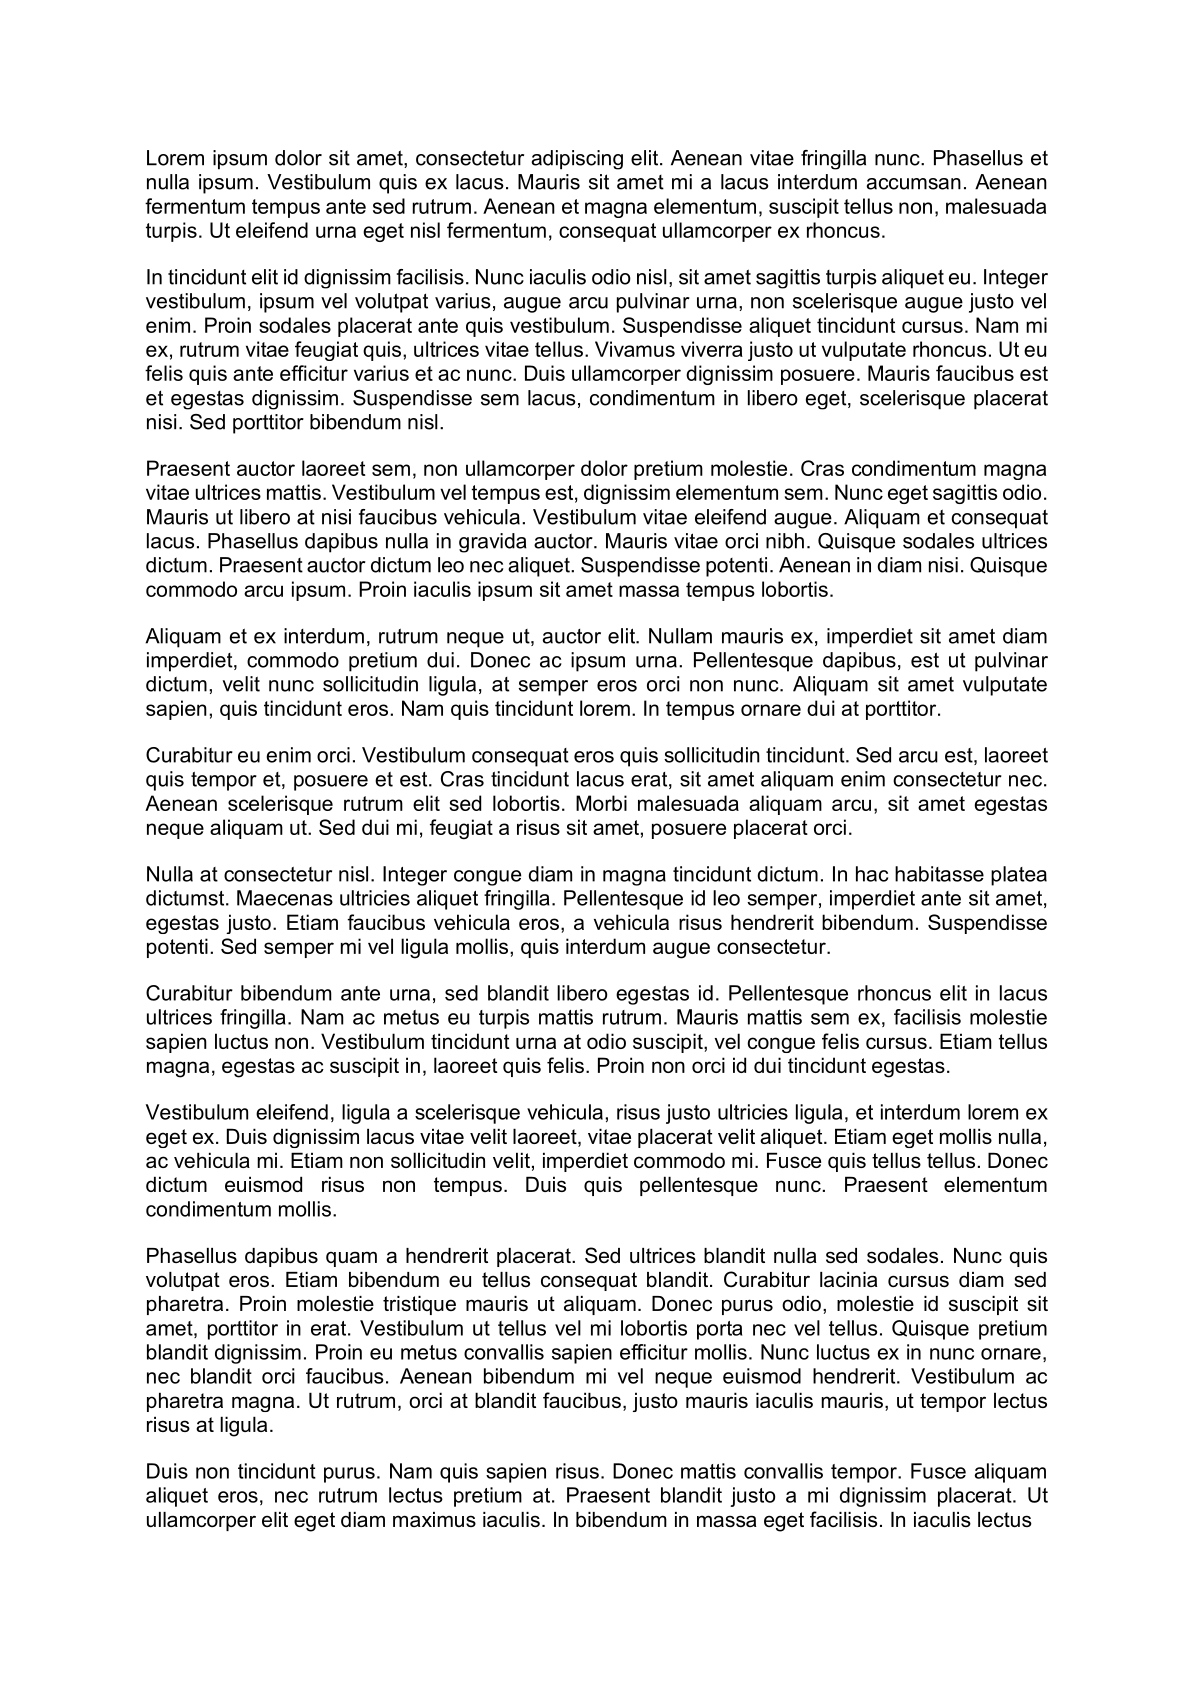 Lorem ipsum dolor sit amet, consectetur adipiscing elit. Aenean vitae fringilla nunc. Phasellus et
nulla ipsum. Vestibulum quis ex lacus. Mauris sit amet mi a lacus interdum accumsan. Aenean
fermentum tempus ante sed rutrum. Aenean et magna elementum, suscipit tellus non, malesuada
turpis. Ut eleifend urna eget nisl fermentum, consequat ullamcorper ex rhoncus.
In tincidunt elit id dignissim facilisis. Nunc iaculis odio nisl, sit amet sagittis turpis aliquet eu. Integer
vestibulum, ipsum vel volutpat varius, augue arcu pulvinar urna, non scelerisque augue justo vel
enim. Proin sodales placerat ante quis vestibulum. Suspendisse aliquet tincidunt cursus. Nam mi
ex, rutrum vitae feugiat quis, ultrices vitae tellus. Vivamus viverra justo ut vulputate rhoncus. Ut eu
felis quis ante efficitur varius et ac nunc. Duis ullamcorper dignissim posuere. Mauris faucibus est
et egestas dignissim. Suspendisse sem lacus, condimentum in libero eget, scelerisque placerat
nisi. Sed porttitor bibendum nisl.
Praesent auctor laoreet sem, non ullamcorper dolor pretium molestie. Cras condimentum magna
vitae ultrices mattis. Vestibulum vel tempus est, dignissim elementum sem. Nunc eget sagittis odio.
Mauris ut libero at nisi faucibus vehicula. Vestibulum vitae eleifend augue. Aliquam et consequat
lacus. Phasellus dapibus nulla in gravida auctor. Mauris vitae orci nibh. Quisque sodales ultrices
dictum. Praesent auctor dictum leo nec aliquet. Suspendisse potenti. Aenean in diam nisi. Quisque
commodo arcu ipsum. Proin iaculis ipsum sit amet massa tempus lobortis.
Aliquam et ex interdum, rutrum neque ut, auctor elit. Nullam mauris ex, imperdiet sit amet diam
imperdiet, commodo pretium dui. Donec ac ipsum urna. Pellentesque dapibus, est ut pulvinar
dictum, velit nunc sollicitudin ligula, at semper eros orci non nunc. Aliquam sit amet vulputate
sapien, quis tincidunt eros. Nam quis tincidunt lorem. In tempus ornare dui at porttitor.
Curabitur eu enim orci. Vestibulum consequat eros quis sollicitudin tincidunt. Sed arcu est, laoreet
quis tempor et, posuere et est. Cras tincidunt lacus erat, sit amet aliquam enim consectetur nec.
Aenean scelerisque rutrum elit sed lobortis. Morbi malesuada aliquam arcu, sit amet egestas
neque aliquam ut. Sed dui mi, feugiat a risus sit amet, posuere placerat orci.
Nulla at consectetur nisl. Integer congue diam in magna tincidunt dictum. In hac habitasse platea
dictumst. Maecenas ultricies aliquet fringilla. Pellentesque id leo semper, imperdiet ante sit amet,
egestas justo. Etiam faucibus vehicula eros, a vehicula risus hendrerit bibendum. Suspendisse
potenti. Sed semper mi vel ligula mollis, quis interdum augue consectetur.
Curabitur bibendum ante urna, sed blandit libero egestas id. Pellentesque rhoncus elit in lacus
ultrices fringilla. Nam ac metus eu turpis mattis rutrum. Mauris mattis sem ex, facilisis molestie
sapien luctus non. Vestibulum tincidunt urna at odio suscipit, vel congue felis cursus. Etiam tellus
magna, egestas ac suscipit in, laoreet quis felis. Proin non orci id dui tincidunt egestas.
Vestibulum eleifend, ligula a scelerisque vehicula, risus justo ultricies ligula, et interdum lorem ex
eget ex. Duis dignissim lacus vitae velit laoreet, vitae placerat velit aliquet. Etiam eget mollis nulla,
ac vehicula mi. Etiam non sollicitudin velit, imperdiet commodo mi. Fusce quis tellus tellus. Donec
dictum euismod risus non tempus. Duis quis pellentesque nunc. Praesent elementum
condimentum mollis.
Phasellus dapibus quam a hendrerit placerat. Sed ultrices blandit nulla sed sodales. Nunc quis
volutpat eros. Etiam bibendum eu tellus consequat blandit. Curabitur lacinia cursus diam sed
pharetra. Proin molestie tristique mauris ut aliquam. Donec purus odio, molestie id suscipit sit
amet, porttitor in erat. Vestibulum ut tellus vel mi lobortis porta nec vel tellus. Quisque pretium
blandit dignissim. Proin eu metus convallis sapien efficitur mollis. Nunc luctus ex in nunc ornare,
nec blandit orci faucibus. Aenean bibendum mi vel neque euismod hendrerit. Vestibulum ac
pharetra magna. Ut rutrum, orci at blandit faucibus, justo mauris iaculis mauris, ut tempor lectus
risus at ligula.
Duis non tincidunt purus. Nam quis sapien risus. Donec mattis convallis tempor. Fusce aliquam
aliquet eros, nec rutrum lectus pretium at. Praesent blandit justo a mi dignissim placerat. Ut
ullamcorper elit eget diam maximus iaculis. In bibendum in massa eget facilisis. In iaculis lectus